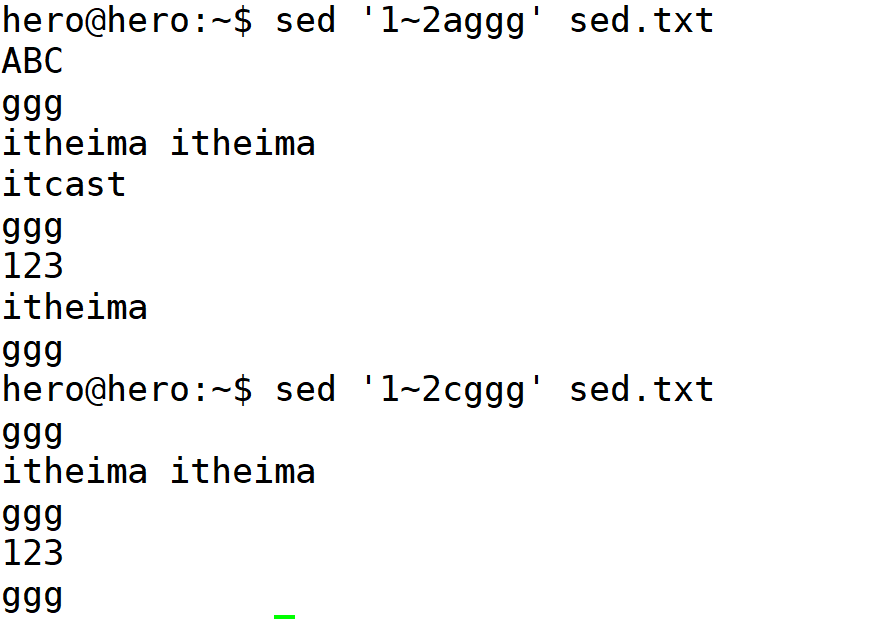 hero@hero:~$ sed '1~2aggg' sed.txt
ABC
ggg
itheima itheima
itcast
ggg
123
itheima
ggg
hero@hero:~$ sed '1~2cggg' sed.txt
ggg
itheima itheima
ggg
123
ggg